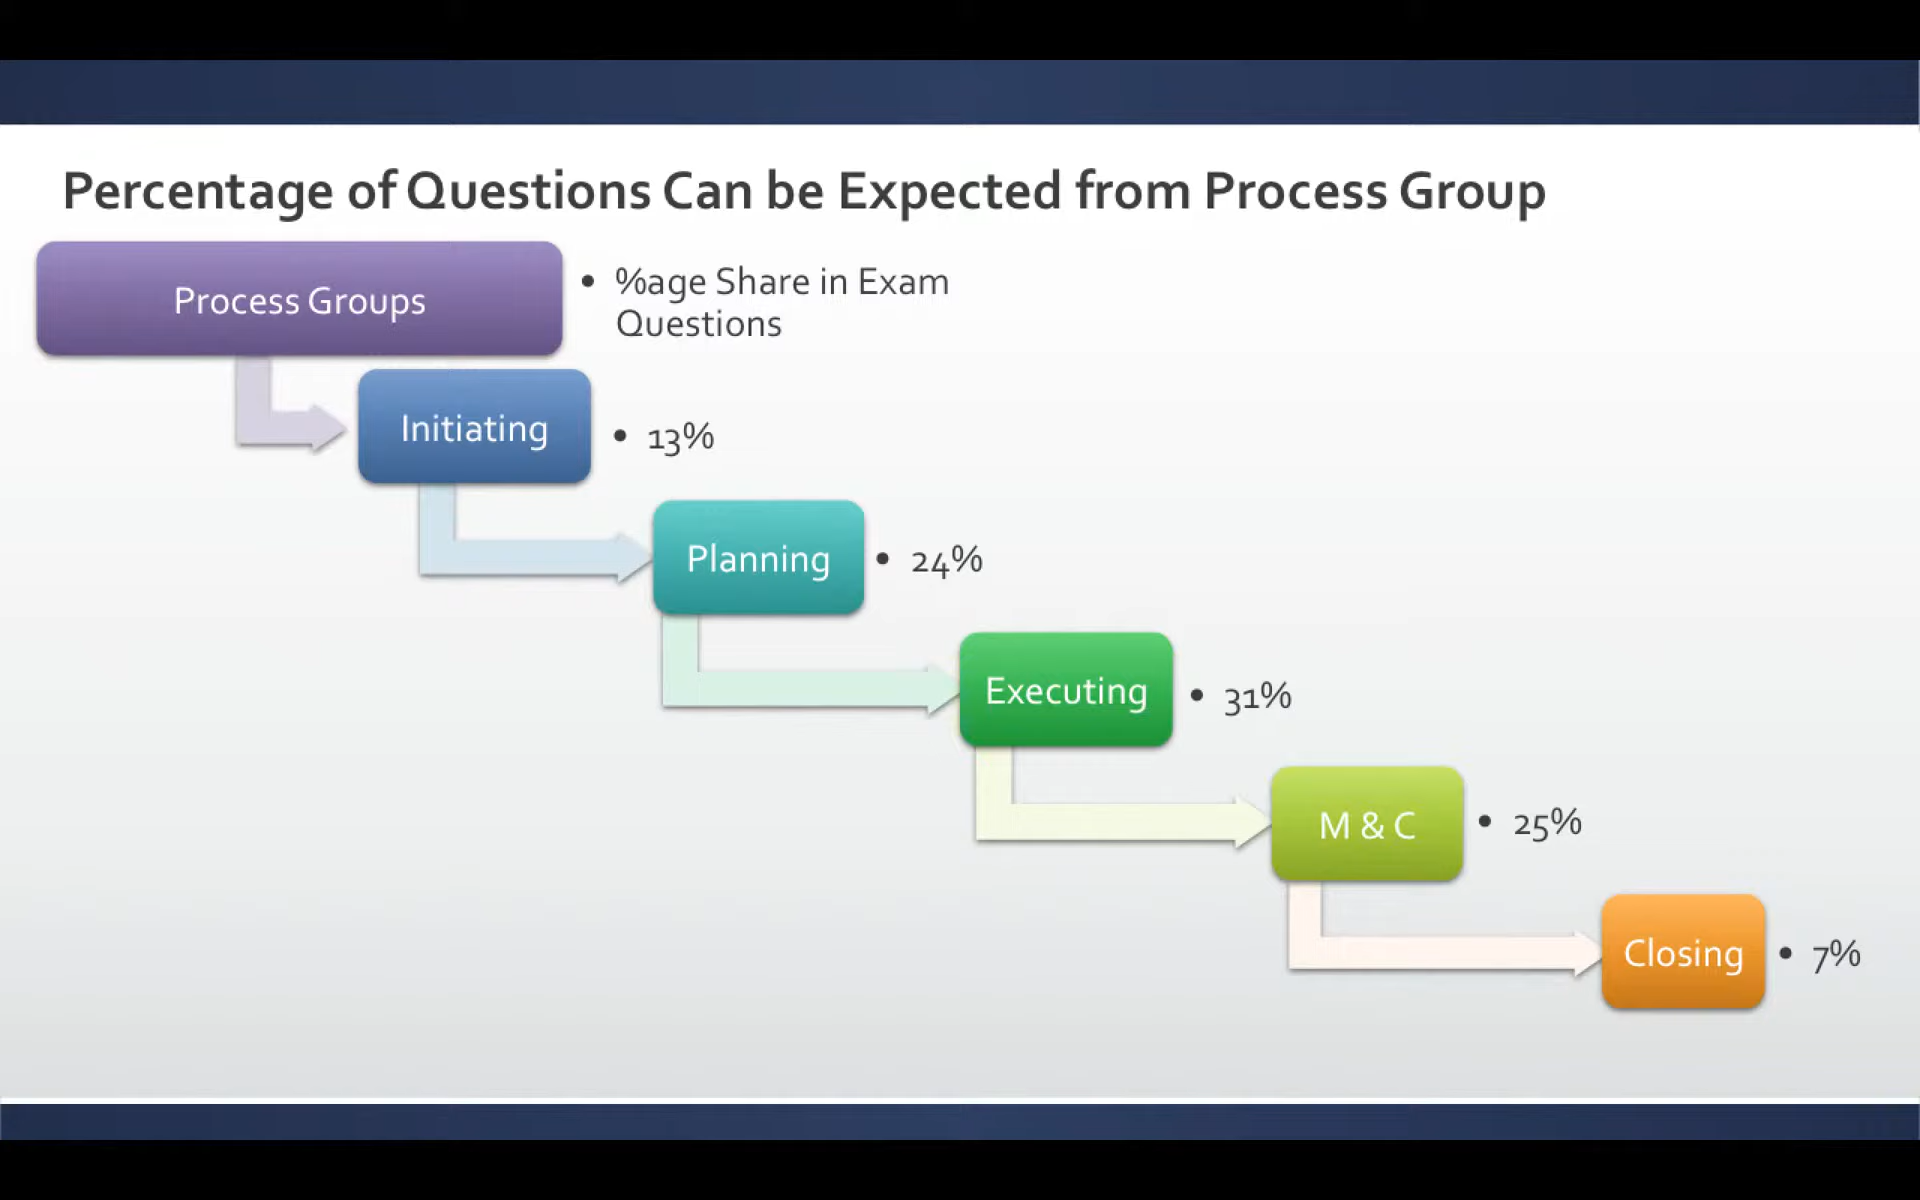 Percentage of Questions Can be Expected from Process Group
Process Groups
• %age Share in Exam
Questions
Initiating
• 13%
Planning
• 24%
Executing
• 31%
M & C
• 25%
Closing
• 7%